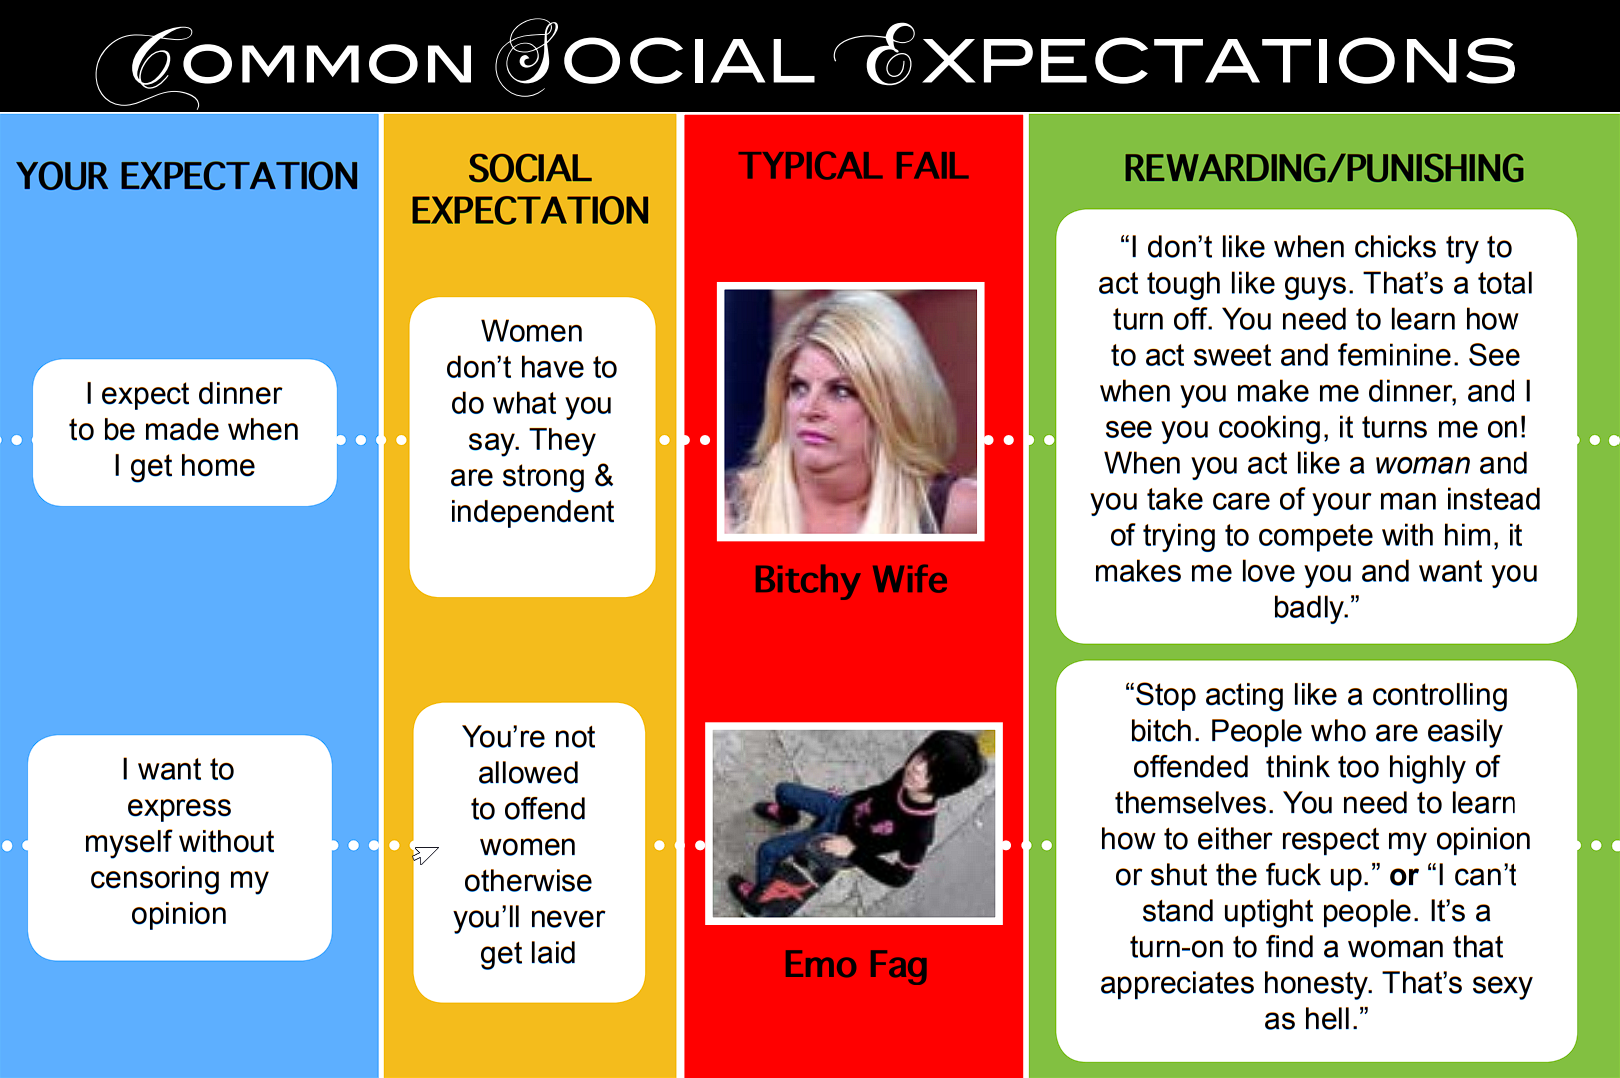 COMMON SOCIAL EXPECTATIONS
YOUR EXPECTATION
SOCIAL
EXPECTATION
TYPICAL FAIL
REWARDING/PUNISHING
I expect dinner
to be made when
I get home
Women
don’t have to
do what you
say. They
are strong &
independent
Bitchy Wife
“I don’t like when chicks try to
act tough like guys. That’s a total
turn off. You need to learn how
to act sweet and feminine. See
when you make me dinner, and I
see you cooking, it turns me on!
When you act like a woman and
you take care of your man instead
of trying to compete with him, it
makes me love you and want you
badly.”
I want to
express
myself without
censoring my
opinion
You’re not
allowed
to offend
women
otherwise
you’ll never
get laid
Emo Fag
“Stop acting like a controlling
bitch. People who are easily
offended  think too highly of
themselves. You need to learn
how to either respect my opinion
or shut the fuck up.” or “I can’t
stand uptight people. It’s a
turn-on to find a woman that
appreciates honesty. That’s sexy
as hell.”